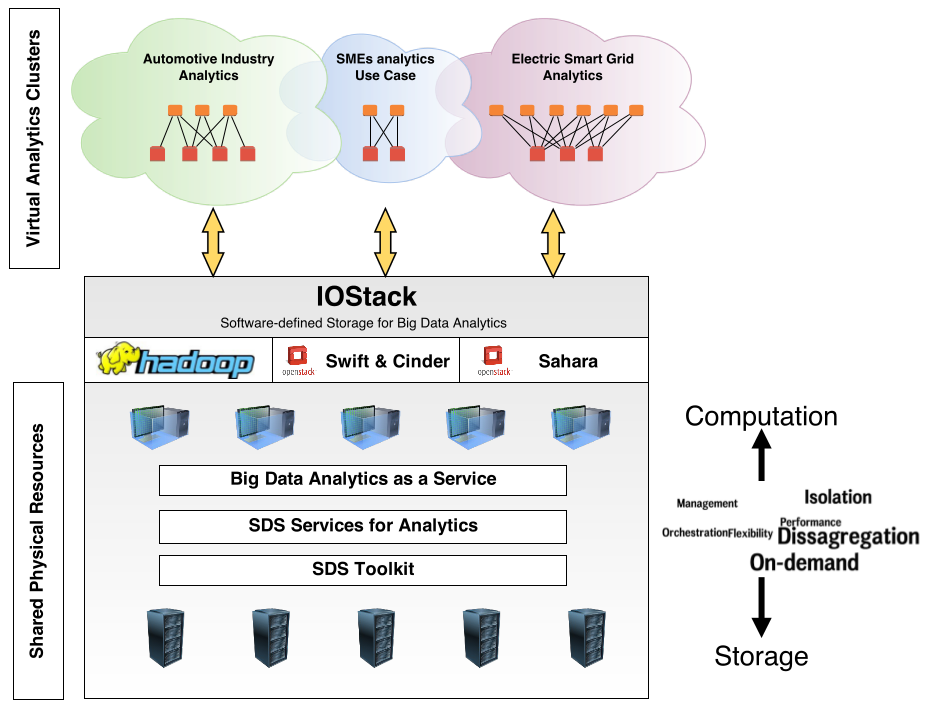 Virtual Analytics Clusters
Automotive Industry
Analytics
SMEs analytics
Use Case
Electric Smart Grid
Analytics
IOStack
Software-defined Storage for Big Data Analytics
hadoop
openstack
Swift & Cinder
openstack
Sahara
Shared Physical Resources
Big Data Analytics as a Service
SDS Services for Analytics
SDS Toolkit
Computation
Management
Isolation
Performance
Orchestration
Flexibility
Dissagregation
On-demand
Storage